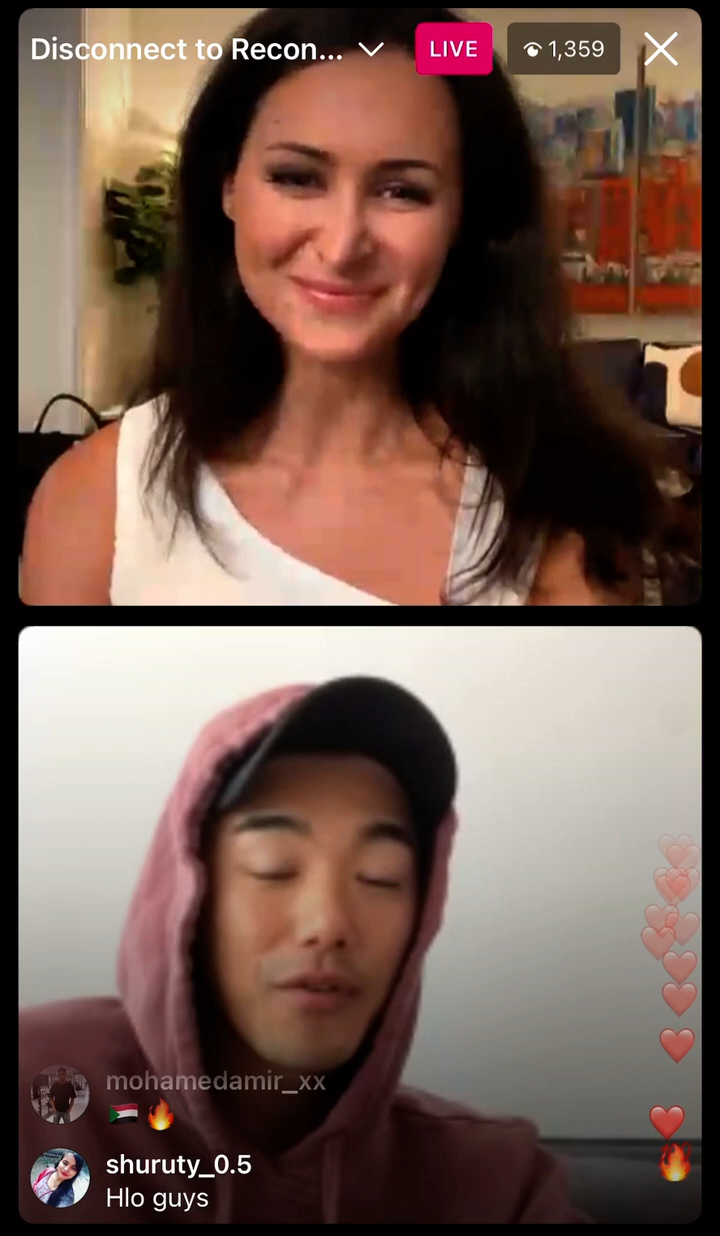 Disconnect to Recon...
LIVE
1,359
mohamedamir_xx
🇸🇩🔥
shuruty_0.5
Hlo guys